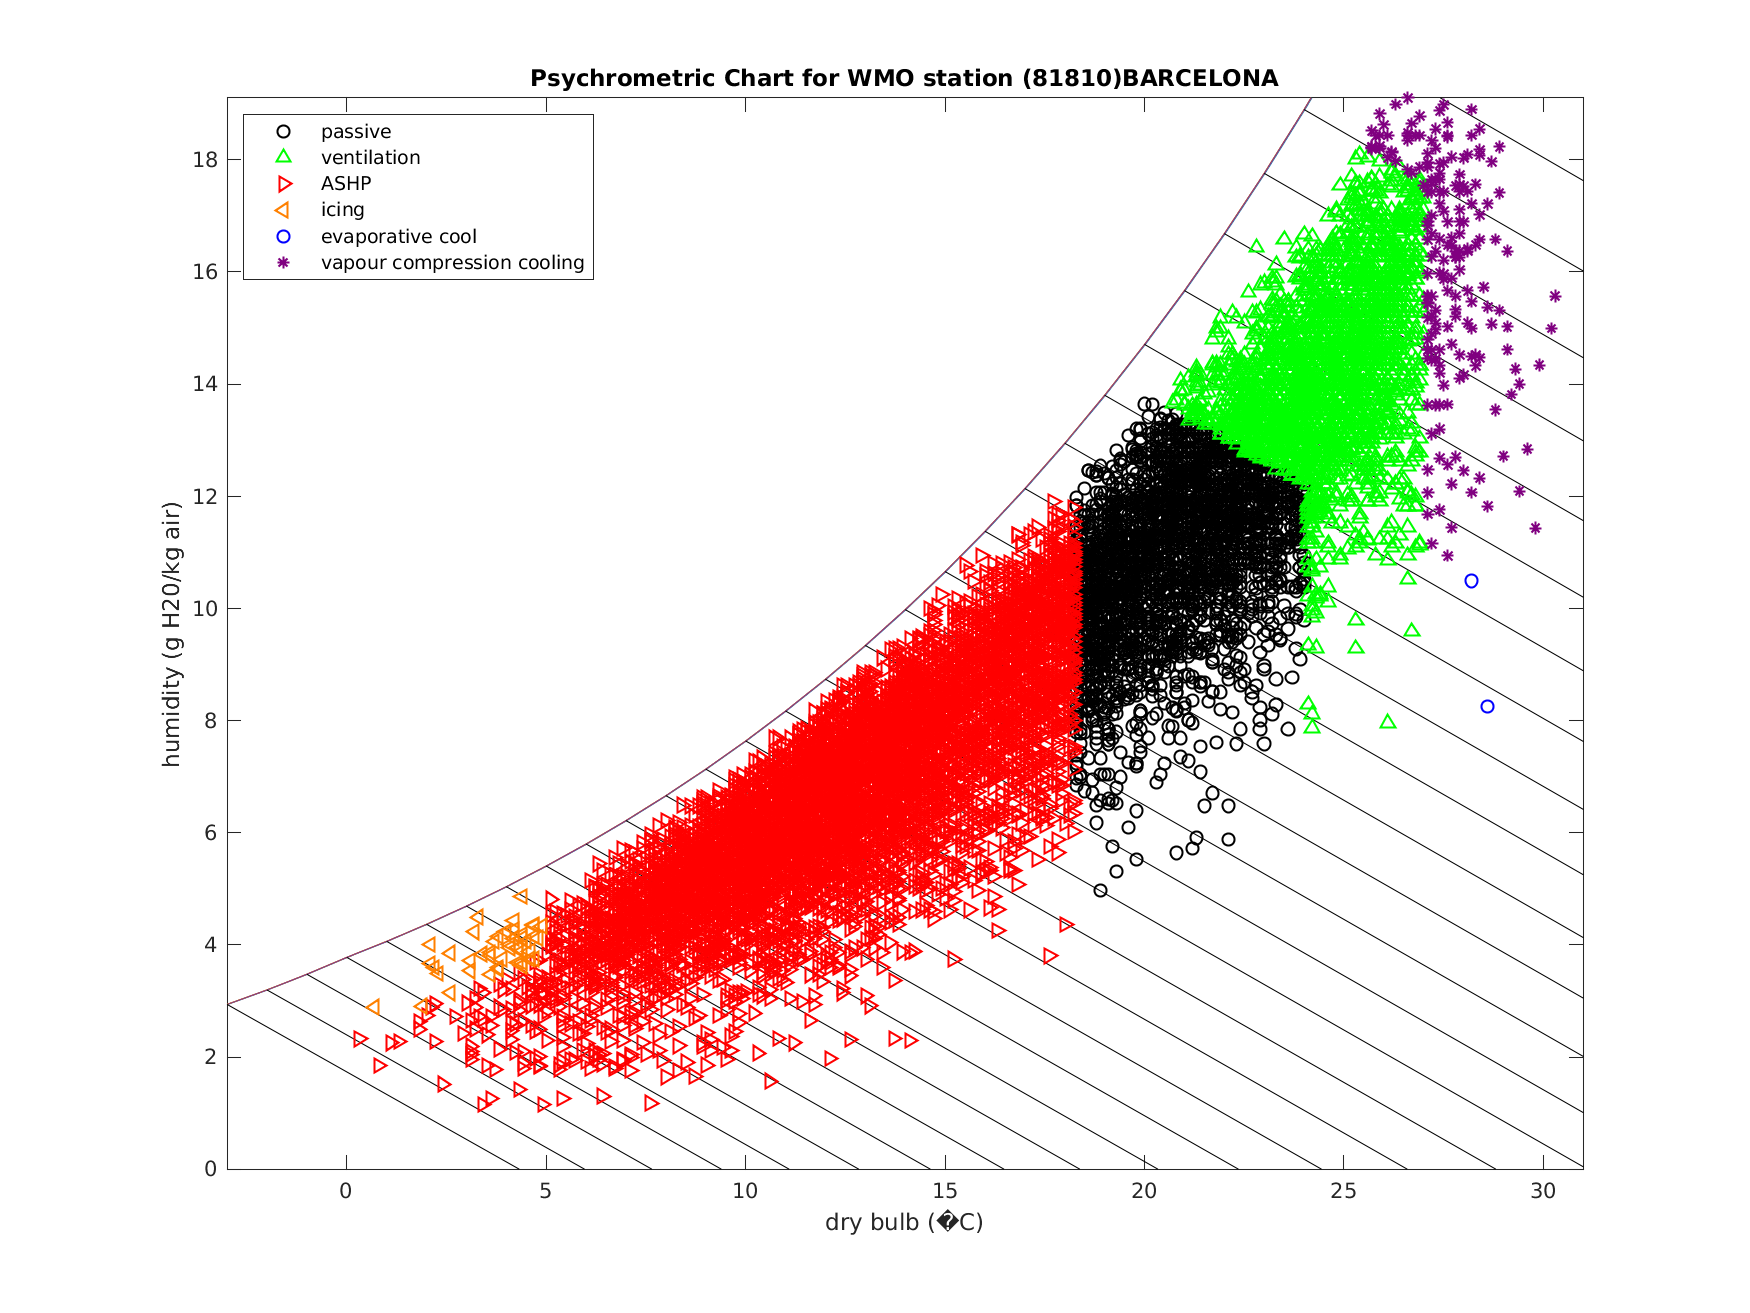 Psychrometric Chart for WMO station (81810)BARCELONA
passive
ventilation
ASHP
icing
evaporative cool
vapour compression cooling
humidity (g H20/kg air)
18
16
14
12
10
8
6
4
2
0
0 5 10 15 20 25 30
dry bulb (�C)